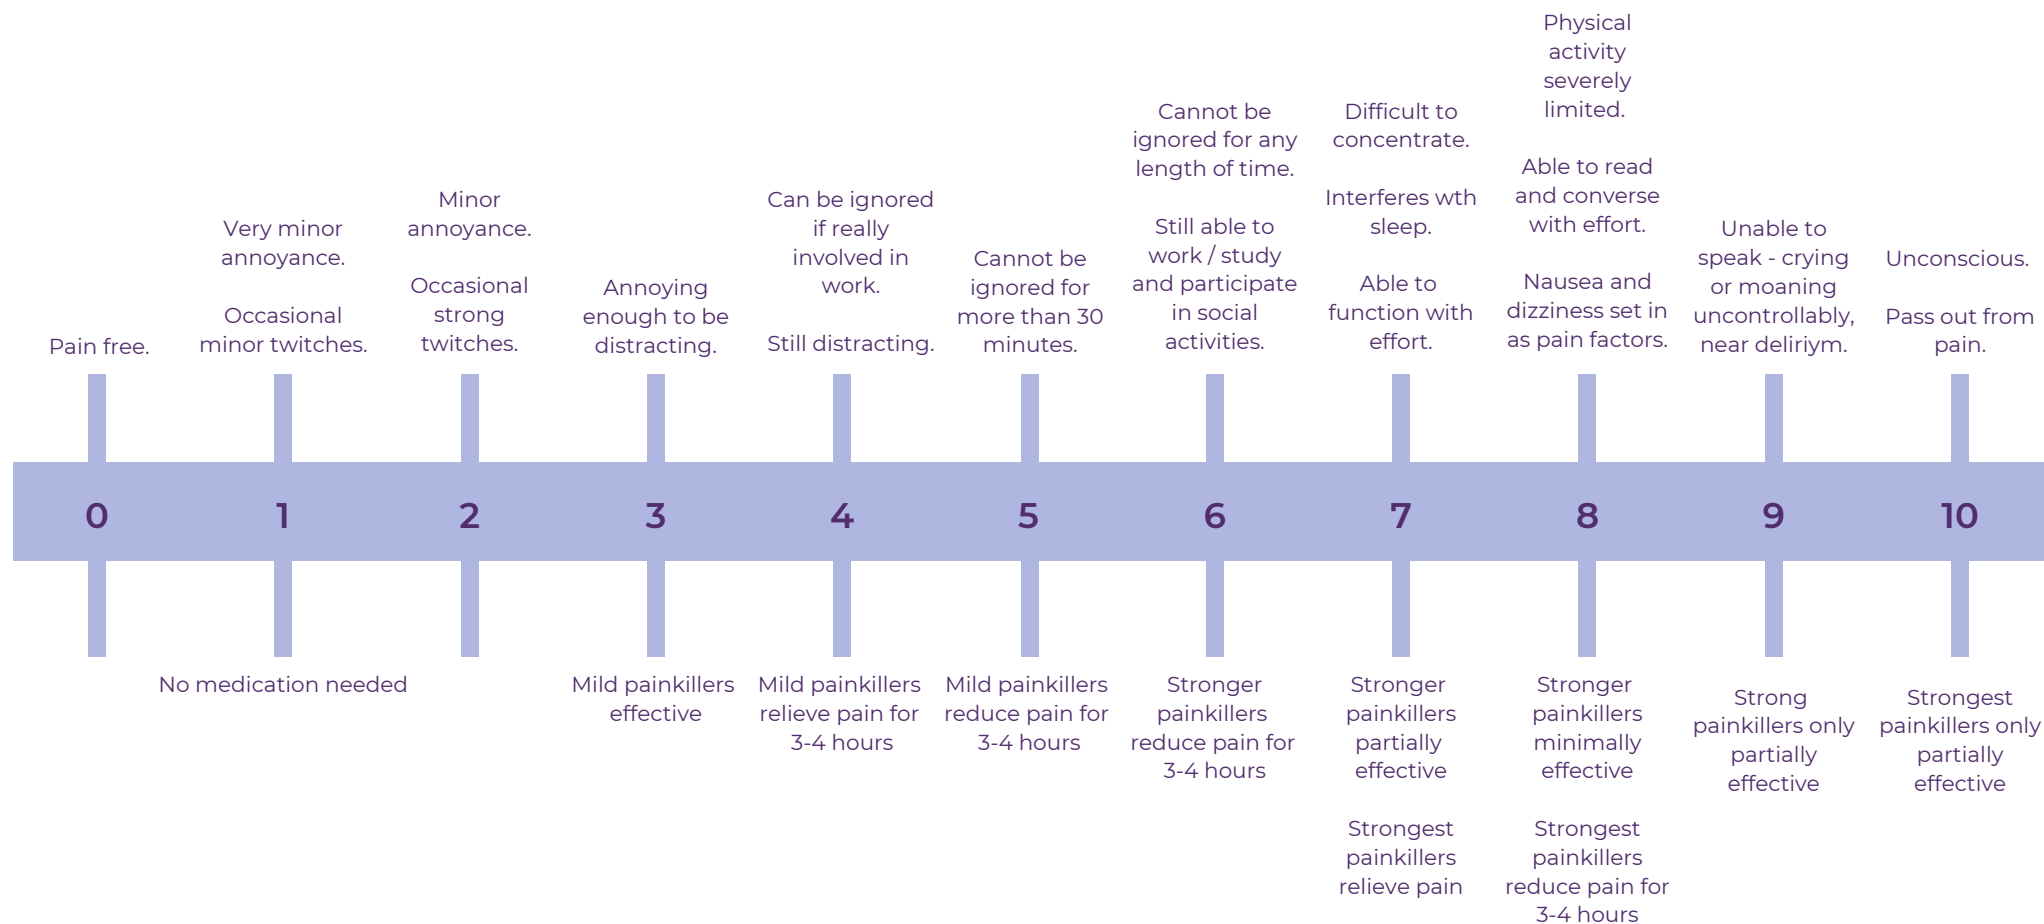 Pain free.
Very minor
annoyance.
Occasional
minor twitches.
Minor
annoyance.
Occasional
strong
twitches.
Annoying
enough to be
distracting.
Can be ignored
if really
involved in
work.
Still distracting.
Cannot be
ignored for
more than 30
minutes.
Cannot be
ignored for any
length of time.
Still able to
work / study
and participate
in social
activities.
Difficult to
concentrate.
Interferes wth
sleep.
Able to
function with
effort.
Physical
activity
severely
limited.
Able to read
and converse
with effort.
Nausea and
dizziness set in
as pain factors.
Unable to
speak - crying
or moaning
uncontrollably,
near deliriym.
Unconscious.
Pass out from
pain.
0 1 2 3 4 5 6 7 8 9 10
No medication needed
Mild painkillers
effective
Mild painkillers
relieve pain for
3-4 hours
Mild painkillers
reduce pain for
3-4 hours
Stronger
painkillers
reduce pain for
3-4 hours
Stronger
painkillers
partially
effective
Strongest
painkillers
relieve pain
Stronger
painkillers
minimally
effective
Strongest
painkillers
reduce pain for
3-4 hours
Strong
painkillers only
partially
effective
Strongest
painkillers only
partially
effective